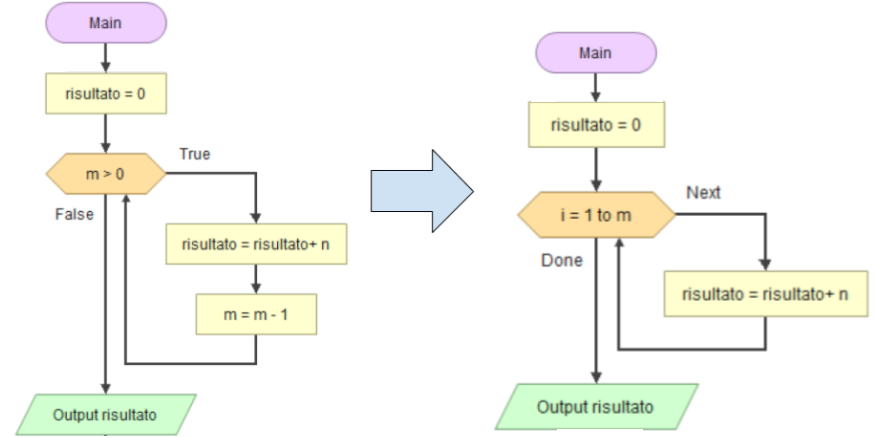 Main
risultato = 0
m > 0
True
False
risultato = risultato+ n
m = m - 1
Output risultato
Main
risultato = 0
i = 1 to m
Next
Done
risultato = risultato+ n
Output risultato